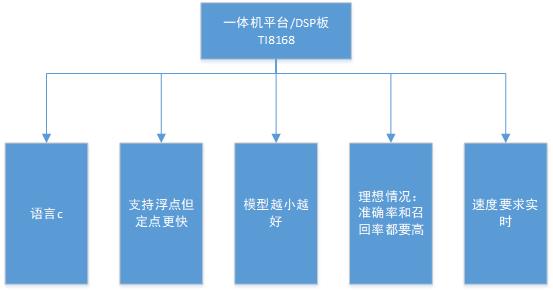 一体机平台/DSP板
TI8168
语言c
支持浮点但
定点更快
模型越小越
好
理想情况：
准确率和召
回率都要高
速度要求实
时